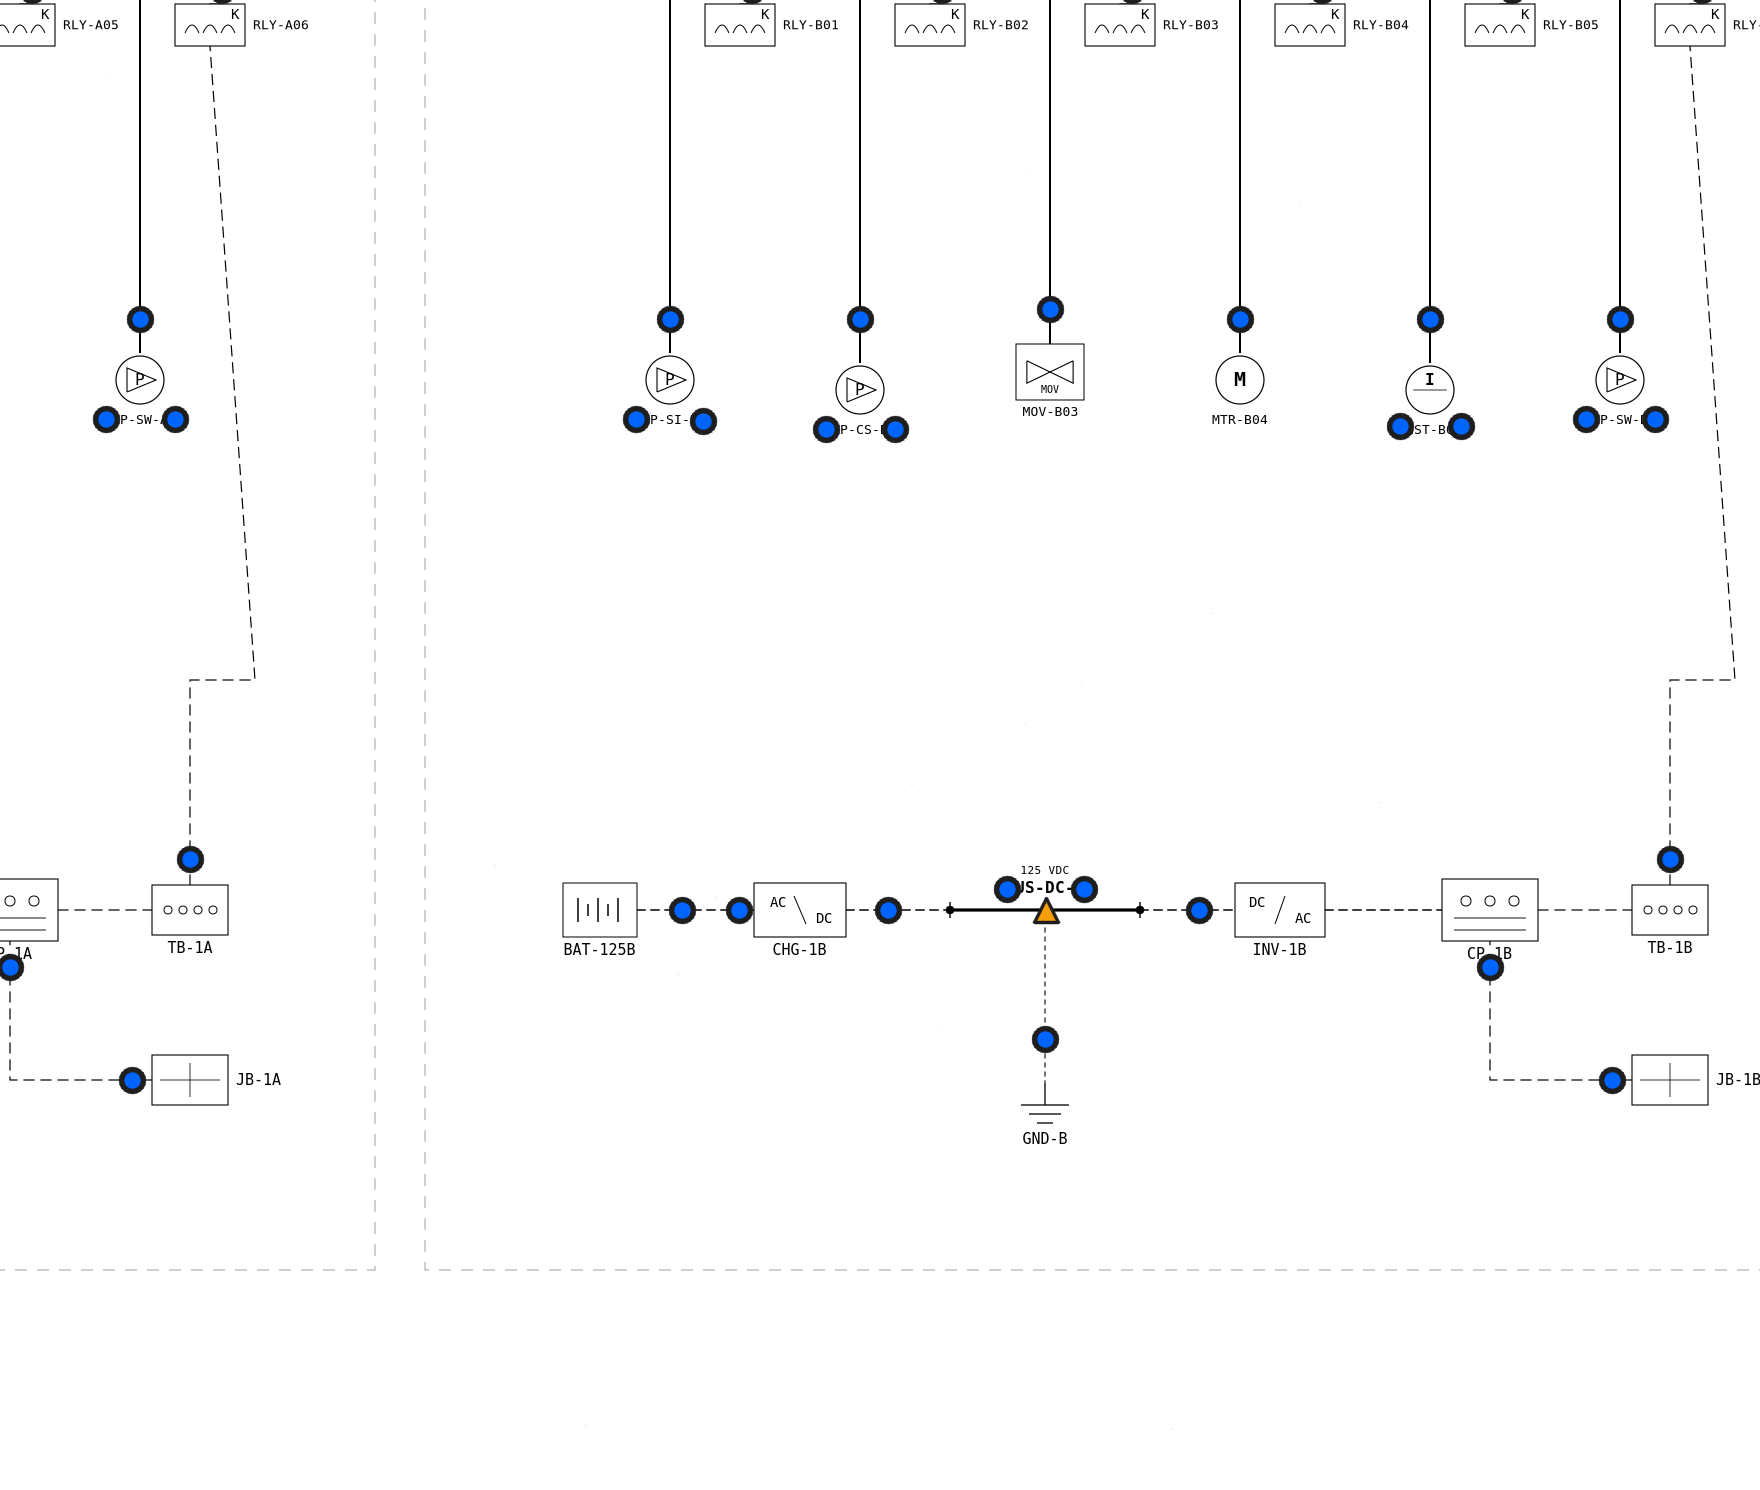 K RLY-A05
K RLY-A06
K RLY-B01
K RLY-B02
K RLY-B03
K RLY-B04
K RLY-B05
K
P
P
P
MOV
M
I
P
MOV-B03
MTR-B04
125 VDC
AC DC
DC AC
BAT-125B
CHG-1B
INV-1B
CP-1B
TB-1B
TB-1A
JB-1A
JB-1B
GND-B